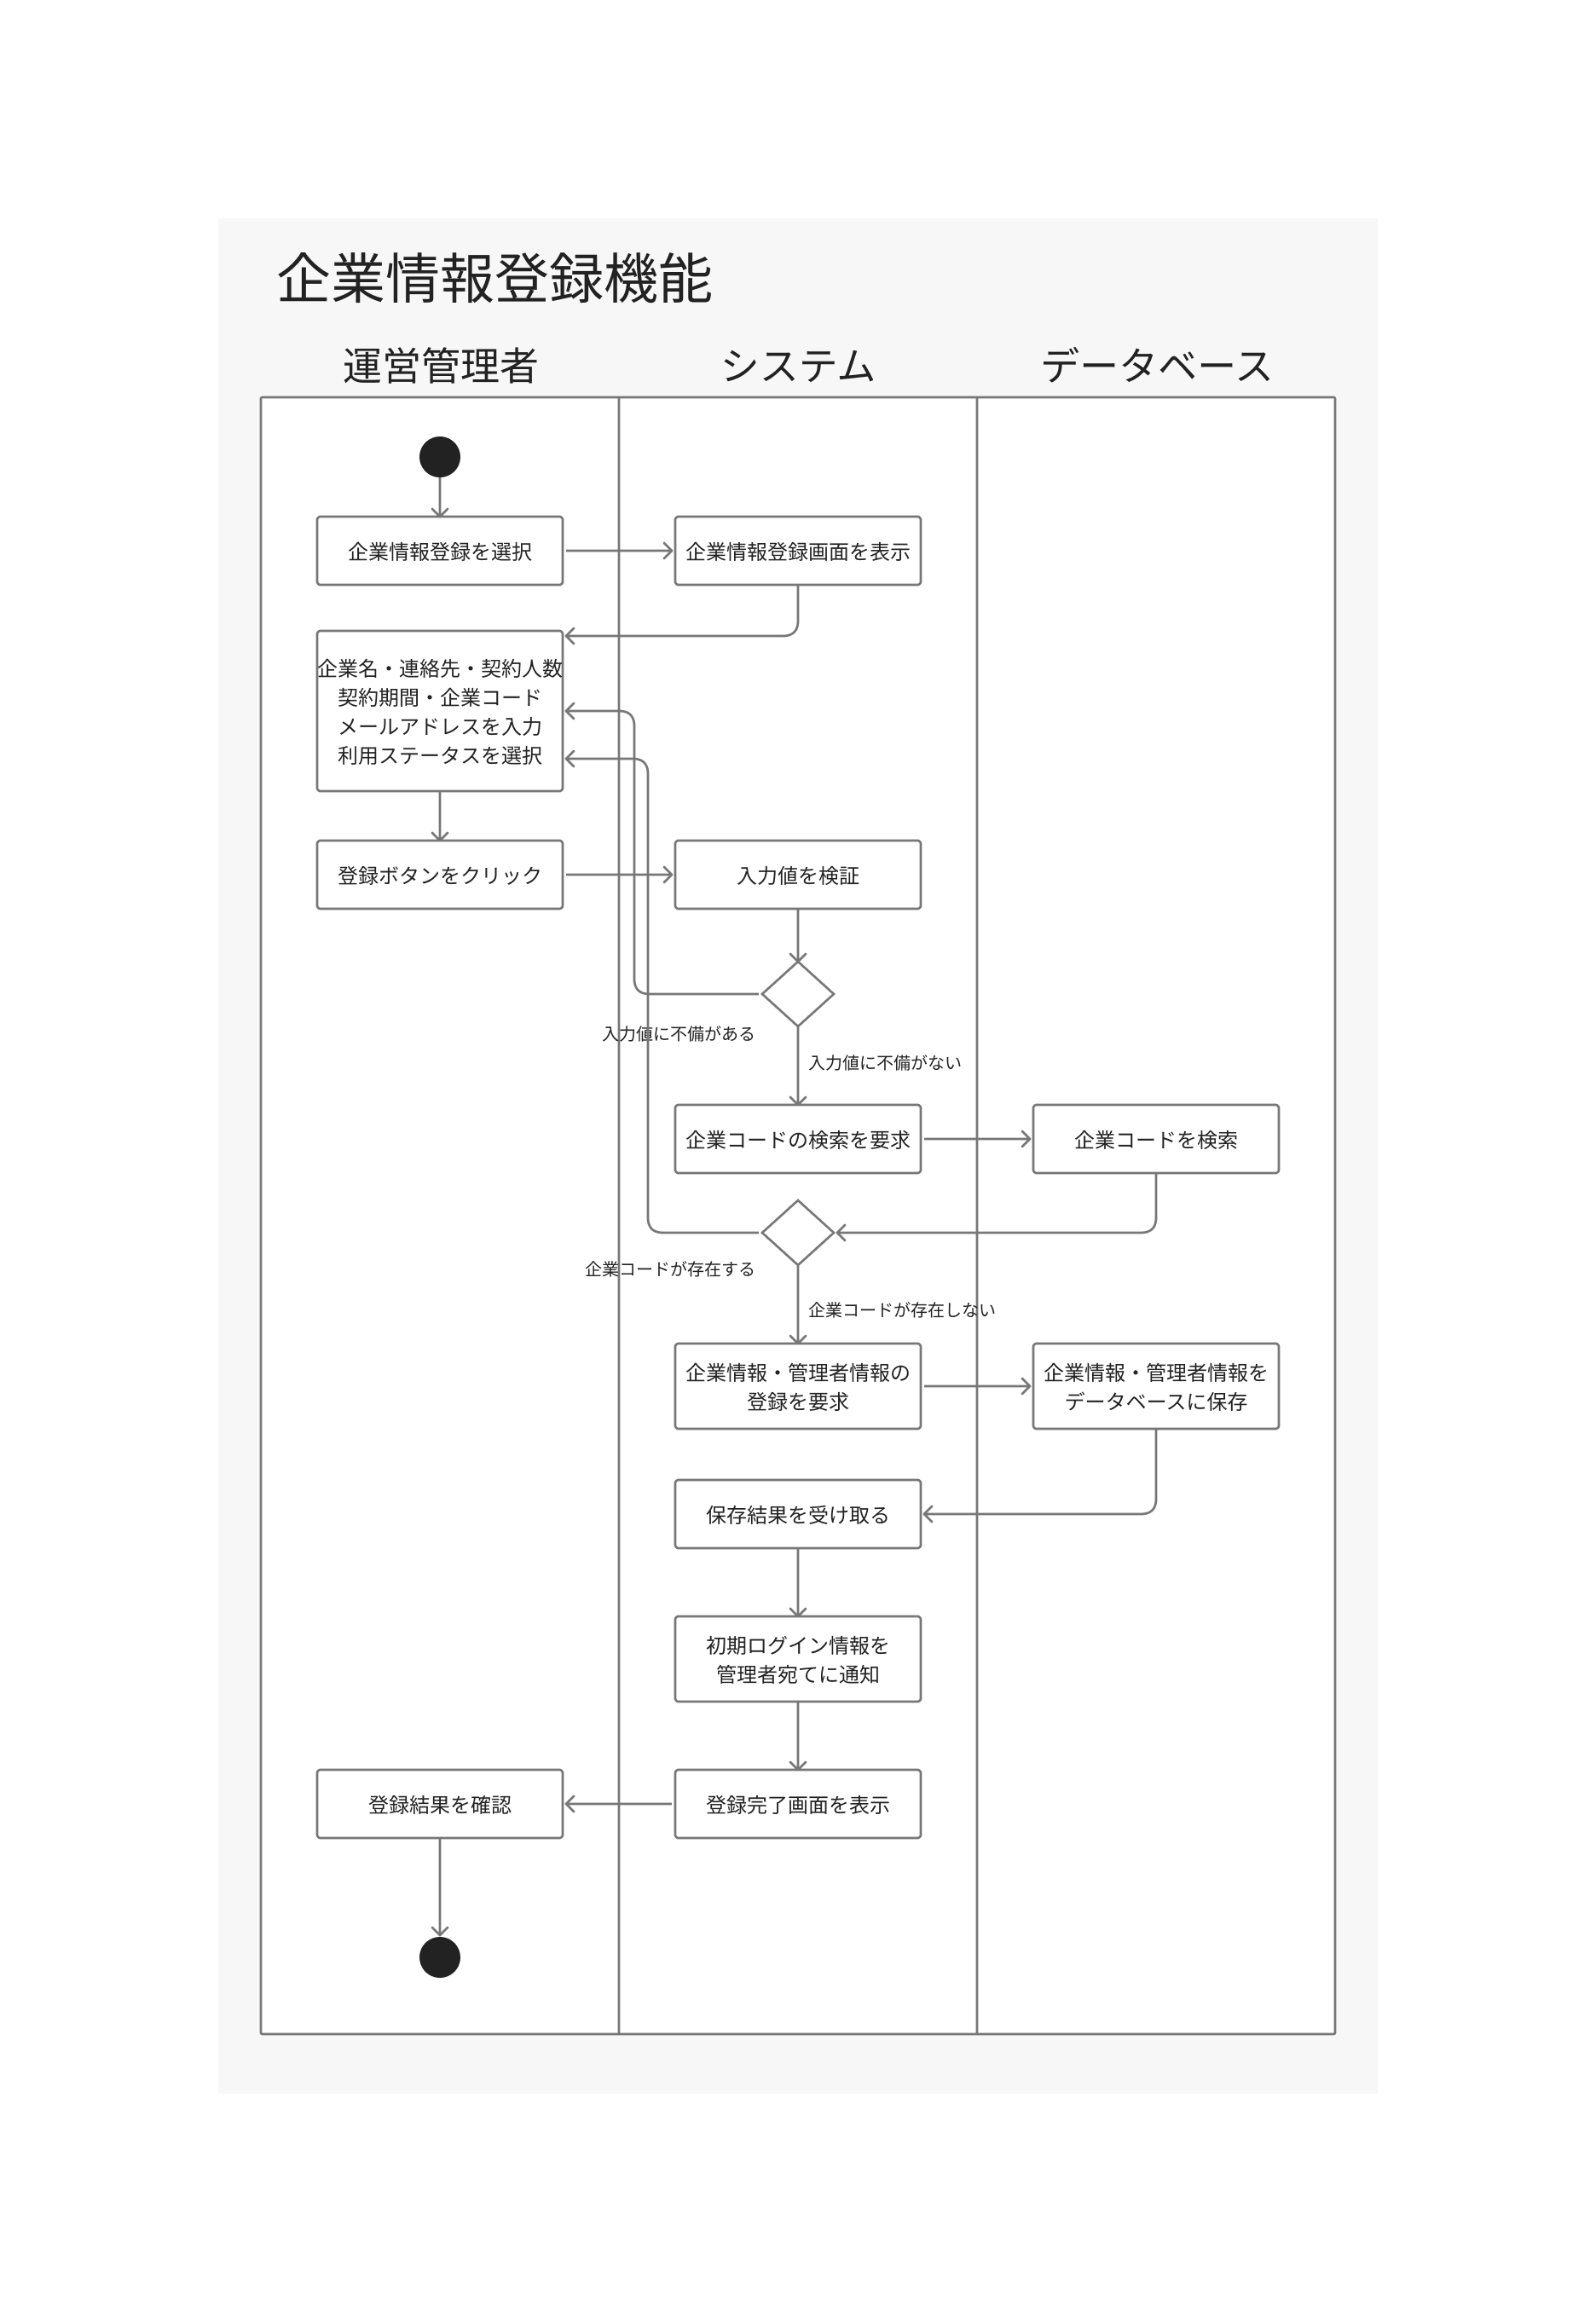 企業情報登録機能
運営管理者
システム
データベース
企業情報登録を選択
企業情報登録画面を表示
企業名・連絡先・契約人数
契約期間・企業コード
メールアドレスを入力
利用ステータスを選択
登録ボタンをクリック
入力値を検証
入力値に不備がある
入力値に不備がない
企業コードの検索を要求
企業コードを検索
企業コードが存在する
企業コードが存在しない
企業情報・管理者情報の
登録を要求
企業情報・管理者情報を
データベースに保存
保存結果を受け取る
初期ログイン情報を
管理者宛てに通知
登録結果を確認
登録完了画面を表示